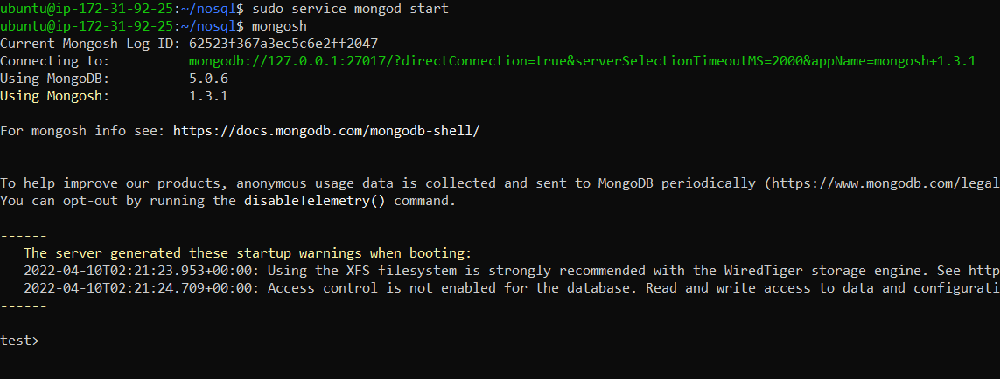 ubuntu@ip-172-31-92-25:~/nosql$ sudo service mongod start
ubuntu@ip-172-31-92-25:~/nosql$ mongosh
Current Mongosh Log ID: 62523f367a3ec5c6e2ff2047
Connecting to:          mongodb://127.0.0.1:27017/?directConnection=true&serverSelectionTimeoutMS=2000&appName=mongosh+1.3.1
Using MongoDB:          5.0.6
Using Mongosh:          1.3.1
For mongosh info see: https://docs.mongodb.com/mongodb-shell/
To help improve our products, anonymous usage data is collected and sent to MongoDB periodically (https://www.mongodb.com/legal
You can opt-out by running the disableTelemetry() command.
------
   The server generated these startup warnings when booting:
   2022-04-10T02:21:23.953+00:00: Using the XFS filesystem is strongly recommended with the WiredTiger storage engine. See http
   2022-04-10T02:21:24.709+00:00: Access control is not enabled for the database. Read and write access to data and configurati
------
test>